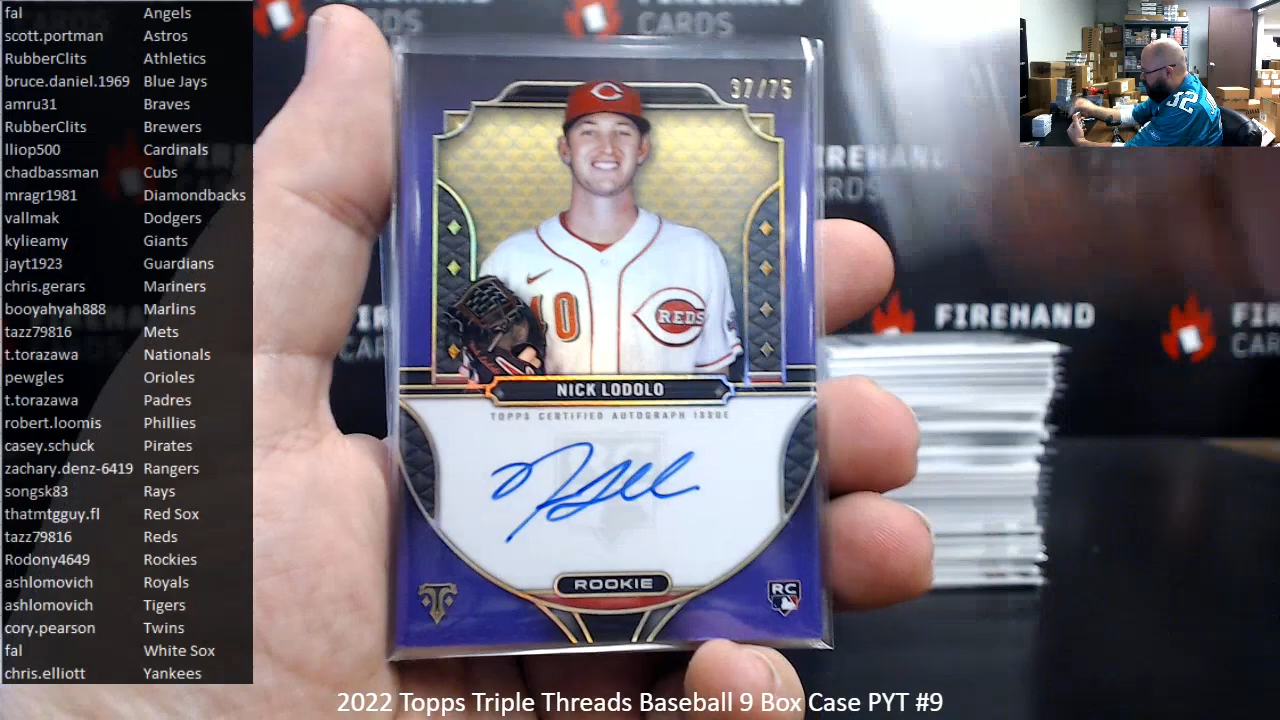 fal Angels
scott.portman Astros
RubberClits Athletics
bruce.daniel.1969 Blue Jays
amru31 Braves
RubberClits Brewers
lliop500 Cardinals
chadbassman Cubs
mragr1981 Diamondbacks
vallmak Dodgers
kylieamy Giants
jayt1923 Guardians
chris.gerars Mariners
booyahyah888 Marlins
tazz79816 Mets
t.torazawa Nationals
pewgles Orioles
t.torazawa Padres
robert.loomis Phillies
casey.schuck Pirates
zachary.denz-6419 Rangers
songsk83 Rays
thatmtgguy.fl Red Sox
tazz79816 Reds
Rodony4649 Rockies
ashlomovich Royals
ashlomovich Tigers
cory.pearson Twins
fal White Sox
chris.elliott Yankees
CARDS
37/75
40
REDS
NICK LODOLO
TOPPS CERTIFIED AUTOGRAPH ISSUE
ROOKIE
RC
FIREHAND
CARDS
FIREHAND
32
2022 Topps Triple Threads Baseball 9 Box Case PYT #9